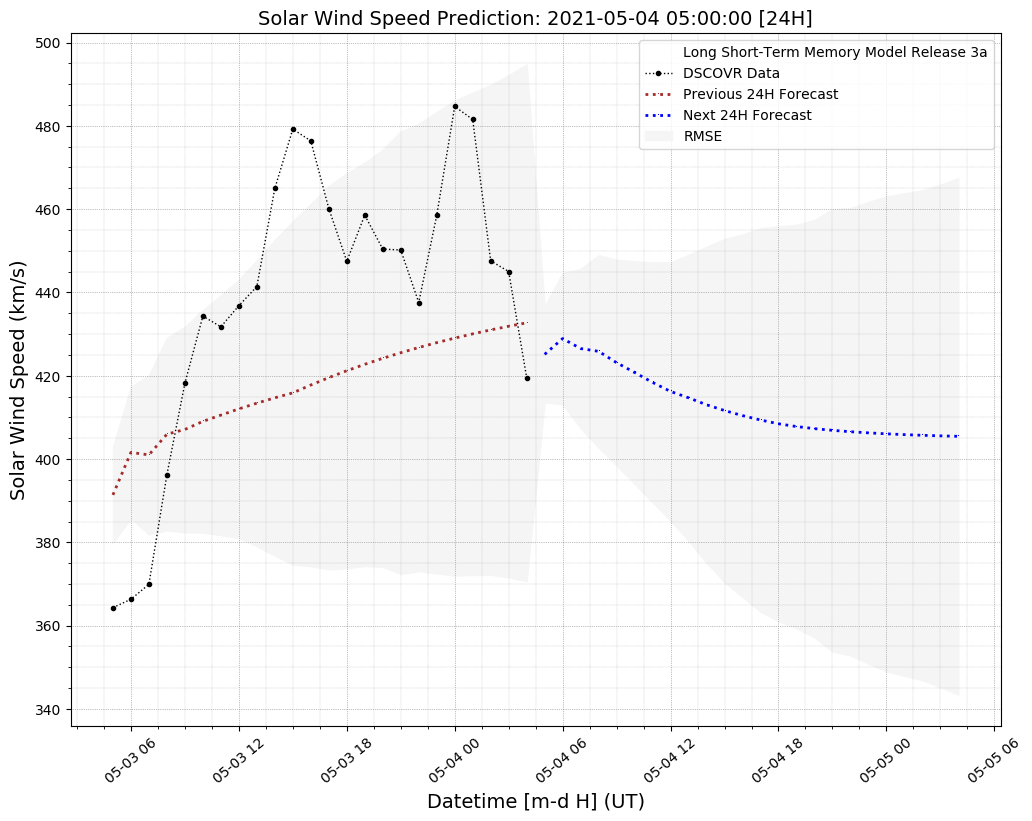 Solar Wind Speed Prediction: 2021-05-04 05:00:00 [24H]
Long Short-Term Memory Model Release 3a
DSCOVR Data
Previous 24H Forecast
Next 24H Forecast
RMSE
Solar Wind Speed (km/s)
500
480
460
440
420
400
380
360
340
05-03 06
05-03 12
05-03 18
05-04 00
05-04 06
05-04 12
05-04 18
05-05 00
05-05 06
Datetime [m-d H] (UT)